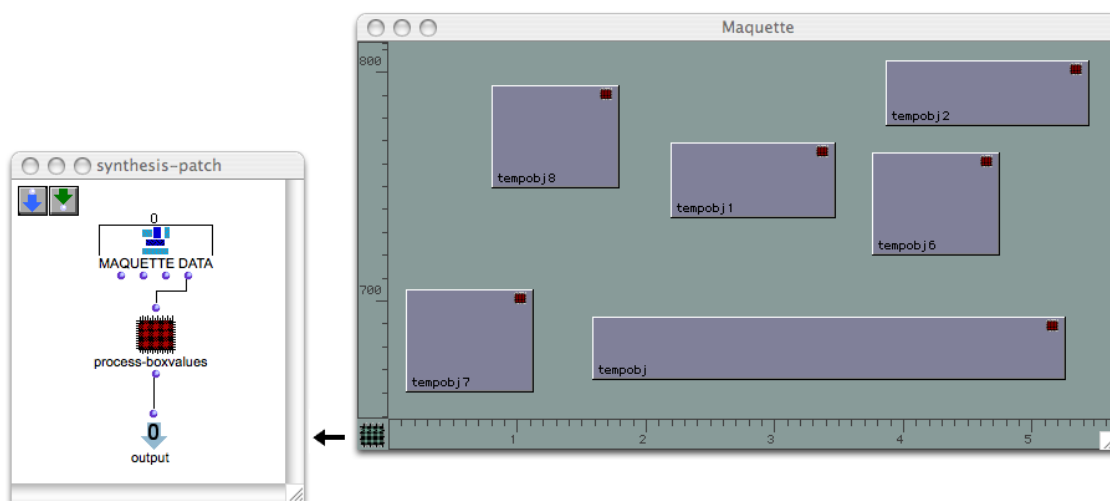 synthesis-patch
0
MAQUETTE DATA
process-boxvalues
0
output
Maquette
800
700
tempobj8
tempobj2
tempobj1
tempobj6
tempobj7
tempobj
1
2
3
4
5